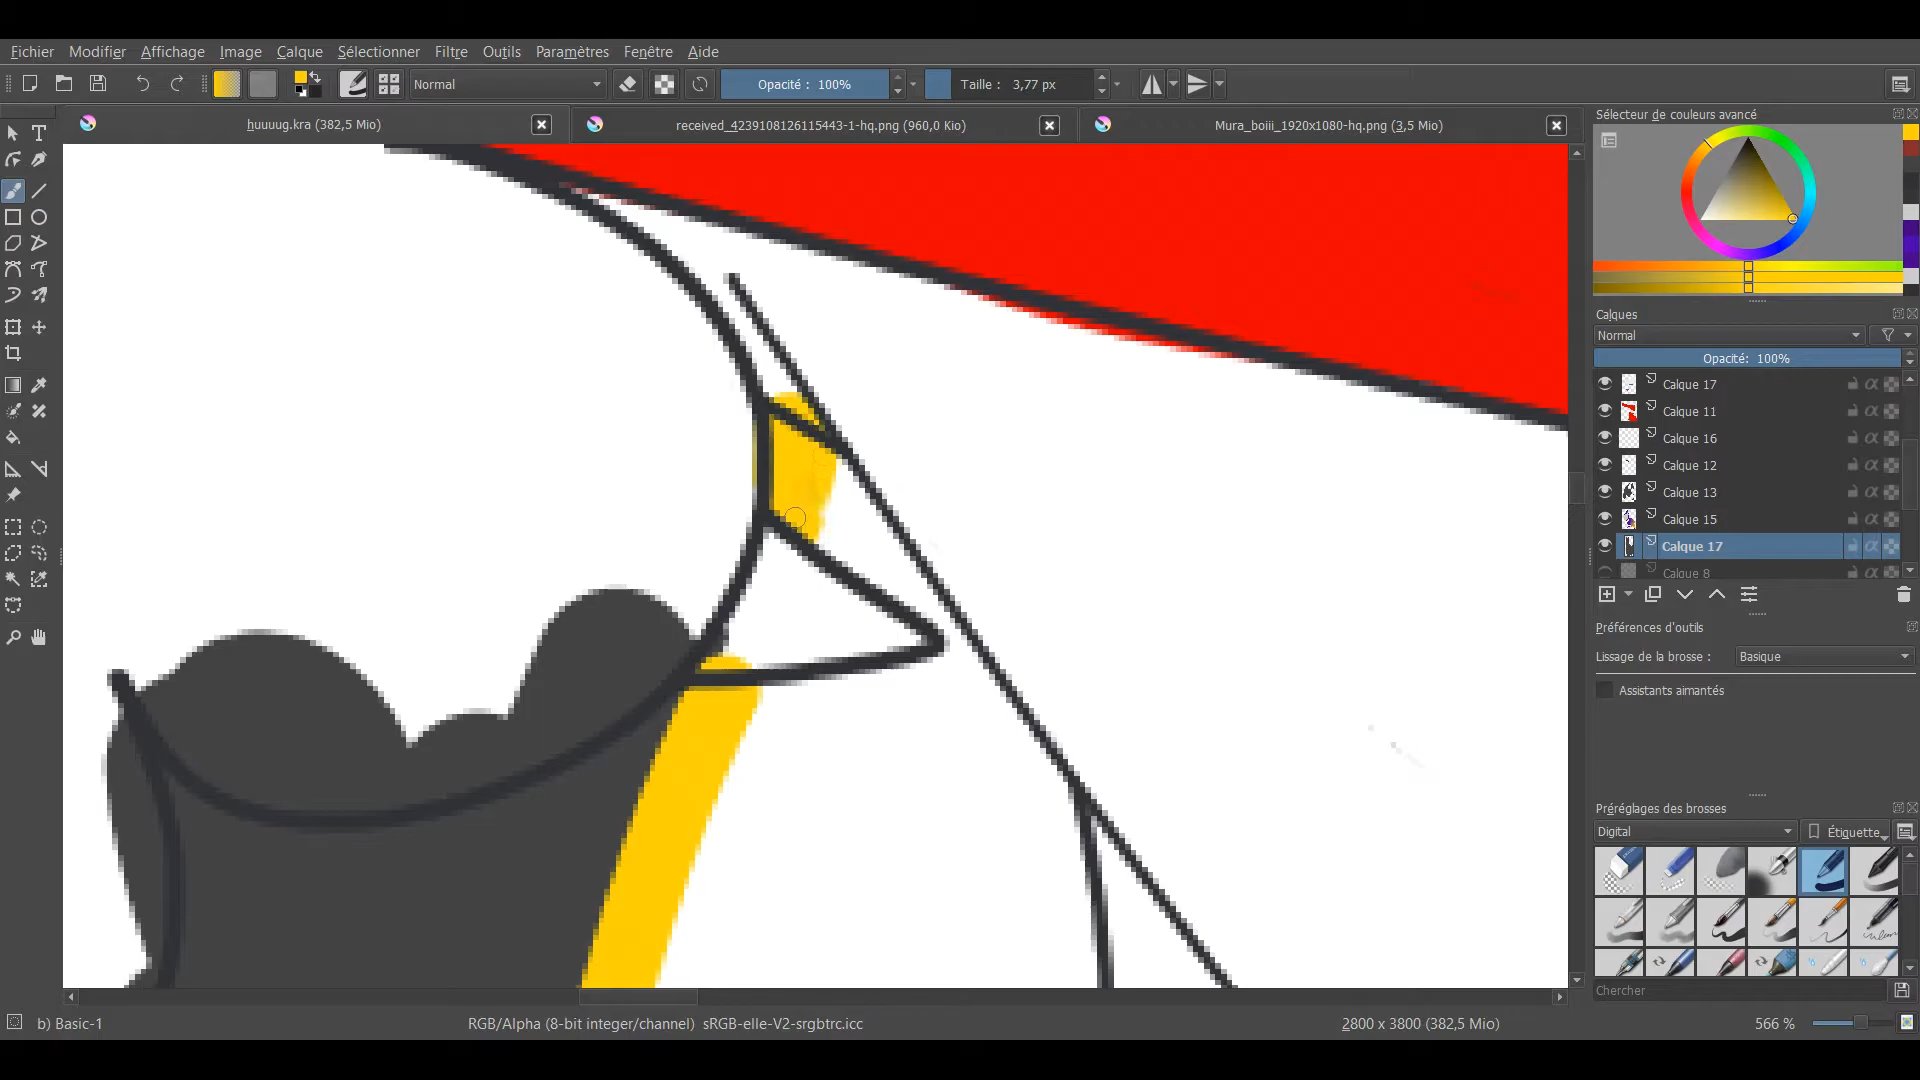 Fichier Modifier Affichage Image Calque Sélectionner Filtre Outils Paramètres Fenêtre Aide
Normal Opacité : 100% Taille : 3,77 px
huuuug.kra (382,5 Mio) received_4239108126115443-1-hq.png (960,0 Kio) Mura_boiii_1920x1080-hq.png (3,5 Mio)
Sélecteur de couleurs avancé
Calques
Normal
Opacité: 100%
Calque 17
Calque 11
Calque 16
Calque 12
Calque 13
Calque 15
Calque 17
Calque 8
Préférences d'outils
Lissage de la brosse : Basique
Assistants aimantés
Préréglages des brosses
Digital Étiquette
Chercher
b) Basic-1 RGB/Alpha (8-bit integer/channel) sRGB-elle-V2-srgbtrc.icc 2800 x 3800 (382,5 Mio) 566 %